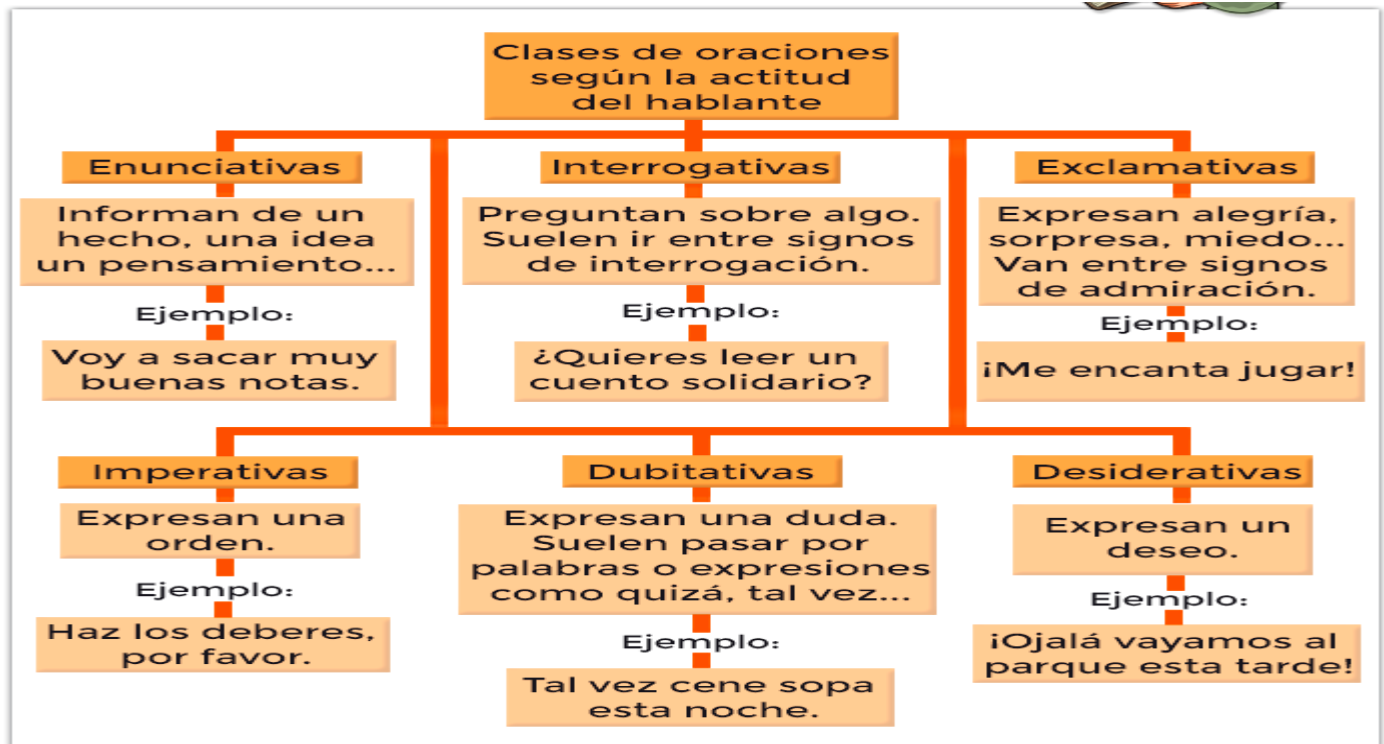 Clases de oraciones
según la actitud
del hablante
Enunciativas
Informan de un
hecho, una idea
un pensamiento...
Ejemplo:
Voy a sacar muy
buenas notas.
Interrogativas
Preguntan sobre algo.
Suelen ir entre signos
de interrogación.
Ejemplo:
¿Quieres leer un
cuento solidario?
Exclamativas
Expresan alegría,
sorpresa, miedo...
Van entre signos
de admiración.
Ejemplo:
¡Me encanta jugar!
Imperativas
Expresan una
orden.
Ejemplo:
Haz los deberes,
por favor.
Dubitativas
Expresan una duda.
Suelen pasar por
palabras o expresiones
como quizá, tal vez...
Ejemplo:
Tal vez cene sopa
esta noche.
Desiderativas
Expresan un
deseo.
Ejemplo:
¡Ojalá vayamos al
parque esta tarde!